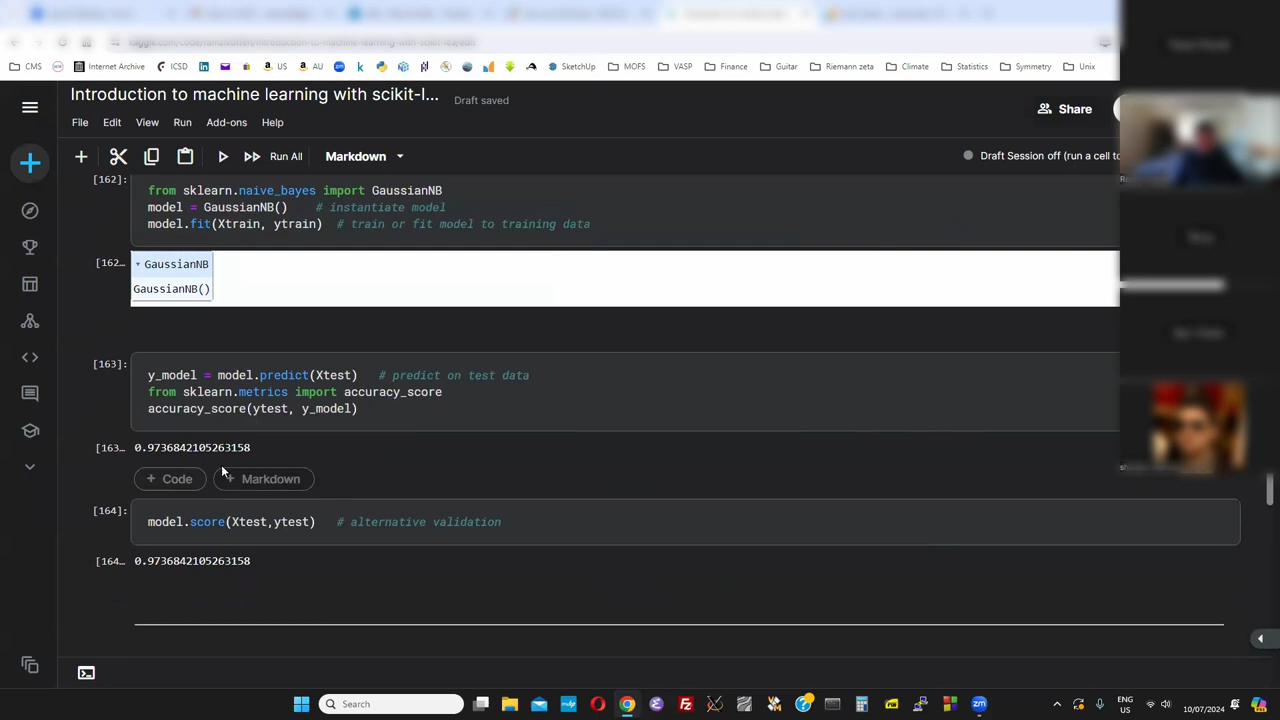 CMS
Internet Archive
ICSD
US
AU
SketchUp
MOFS
VASP
Finance
Guitar
Riemann zeta
Climate
Statistics
Symmetry
Unix
Introduction to machine learning with scikit-l...
Draft saved
Share
File Edit View Run Add-ons Help
Run All
Markdown
Draft Session off (run a cell to
[162]:
from sklearn.naive_bayes import GaussianNB
model = GaussianNB() # instantiate model
model.fit(Xtrain, ytrain) # train or fit model to training data
[162...
GaussianNB
GaussianNB()
[163]:
y_model = model.predict(Xtest) # predict on test data
from sklearn.metrics import accuracy_score
accuracy_score(ytest, y_model)
[163... 0.9736842105263158
+ Code + Markdown
[164]:
model.score(Xtest,ytest) # alternative validation
[164... 0.9736842105263158
Search
ENG
US
10/07/2024